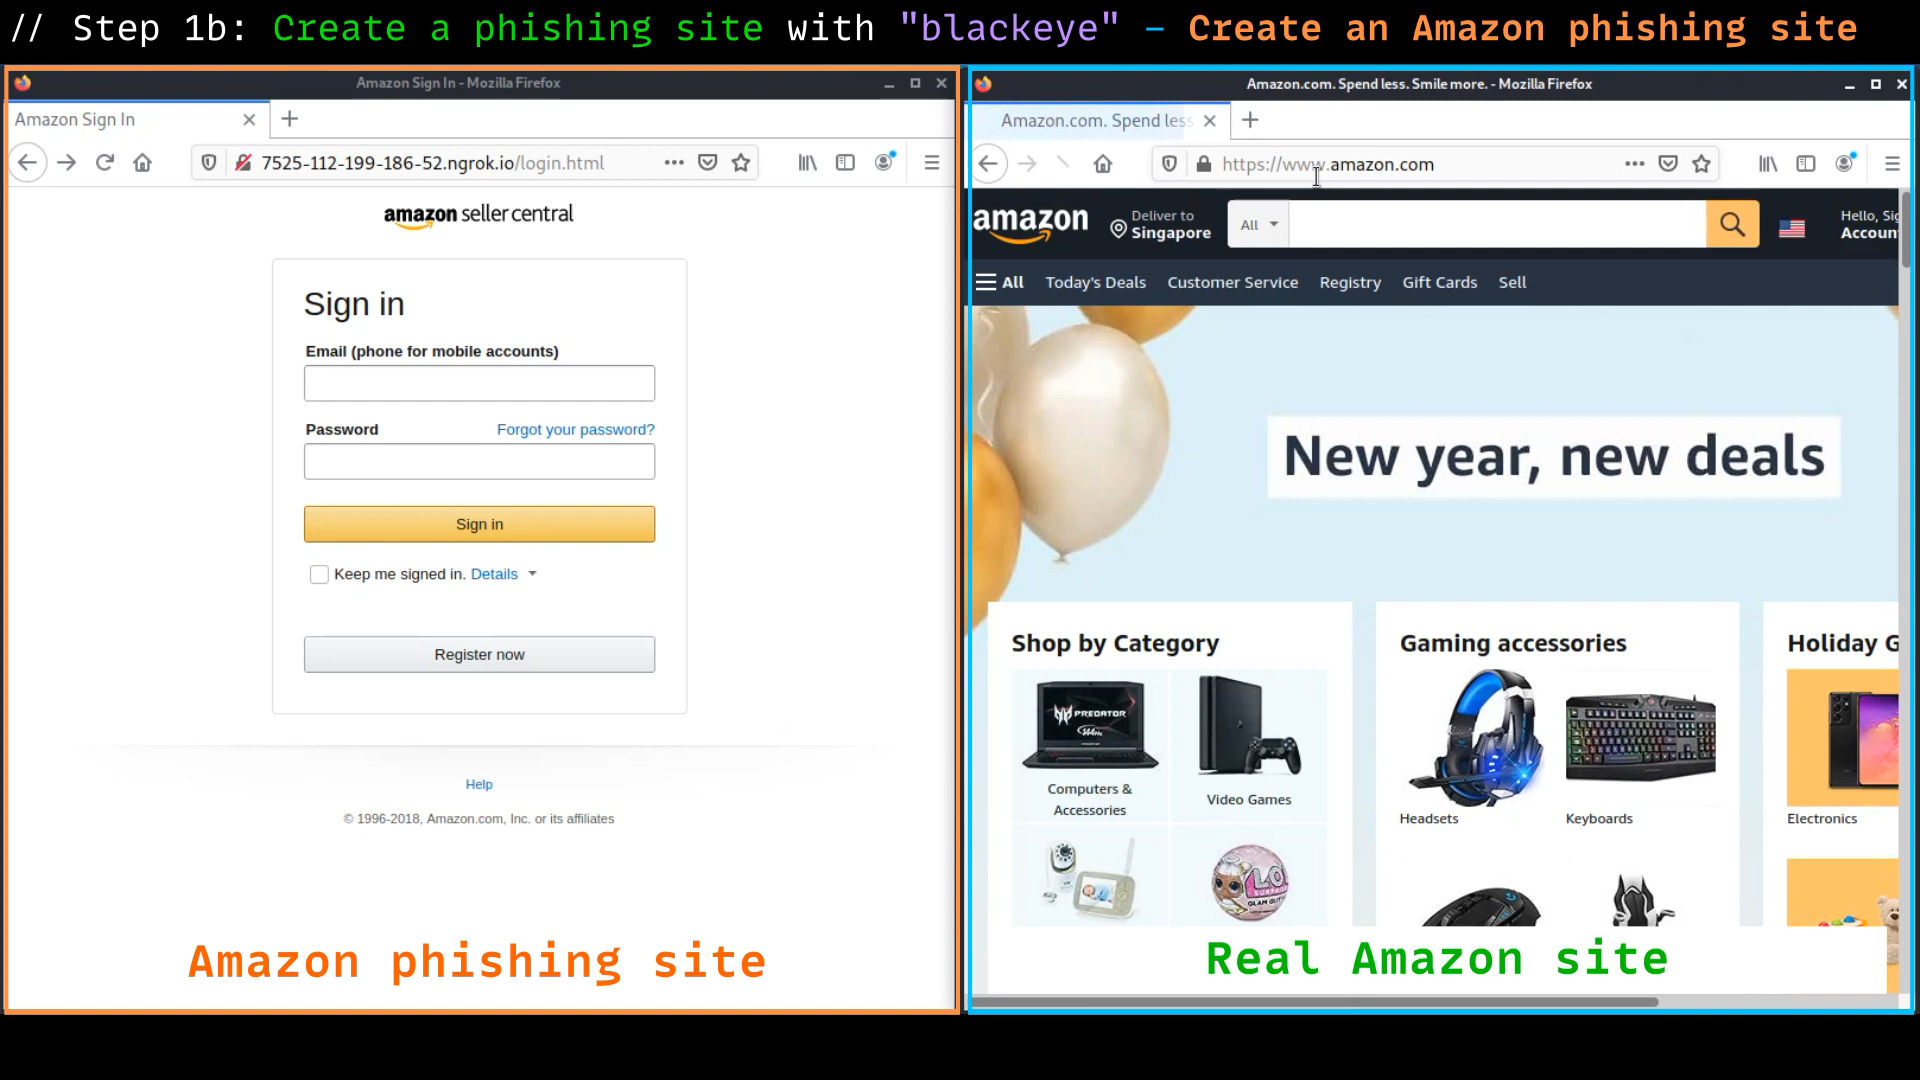 // Step 1b: Create a phishing site with "blackeye" – Create an Amazon phishing site
Amazon Sign In - Mozilla Firefox
Amazon Sign In
7525-112-199-186-52.ngrok.io/login.html
amazon seller central
Sign in
Email (phone for mobile accounts)
Password Forgot your password?
Sign in
Keep me signed in. Details
Register now
Help
© 1996-2018, Amazon.com, Inc. or its affiliates
Amazon phishing site
Amazon.com. Spend less. Smile more. - Mozilla Firefox
Amazon.com. Spend less
https://www.amazon.com
amazon
Deliver to
Singapore
All
Hello, Sig
Accoun
All Today's Deals Customer Service Registry Gift Cards Sell
New year, new deals
Shop by Category
PREDATOR
144Hz
Computers &
Accessories
Video Games
L.O.L
SURPRISE
GLAM GLITTER
Gaming accessories
Headsets
Keyboards
Holiday G
Electronics
Real Amazon site